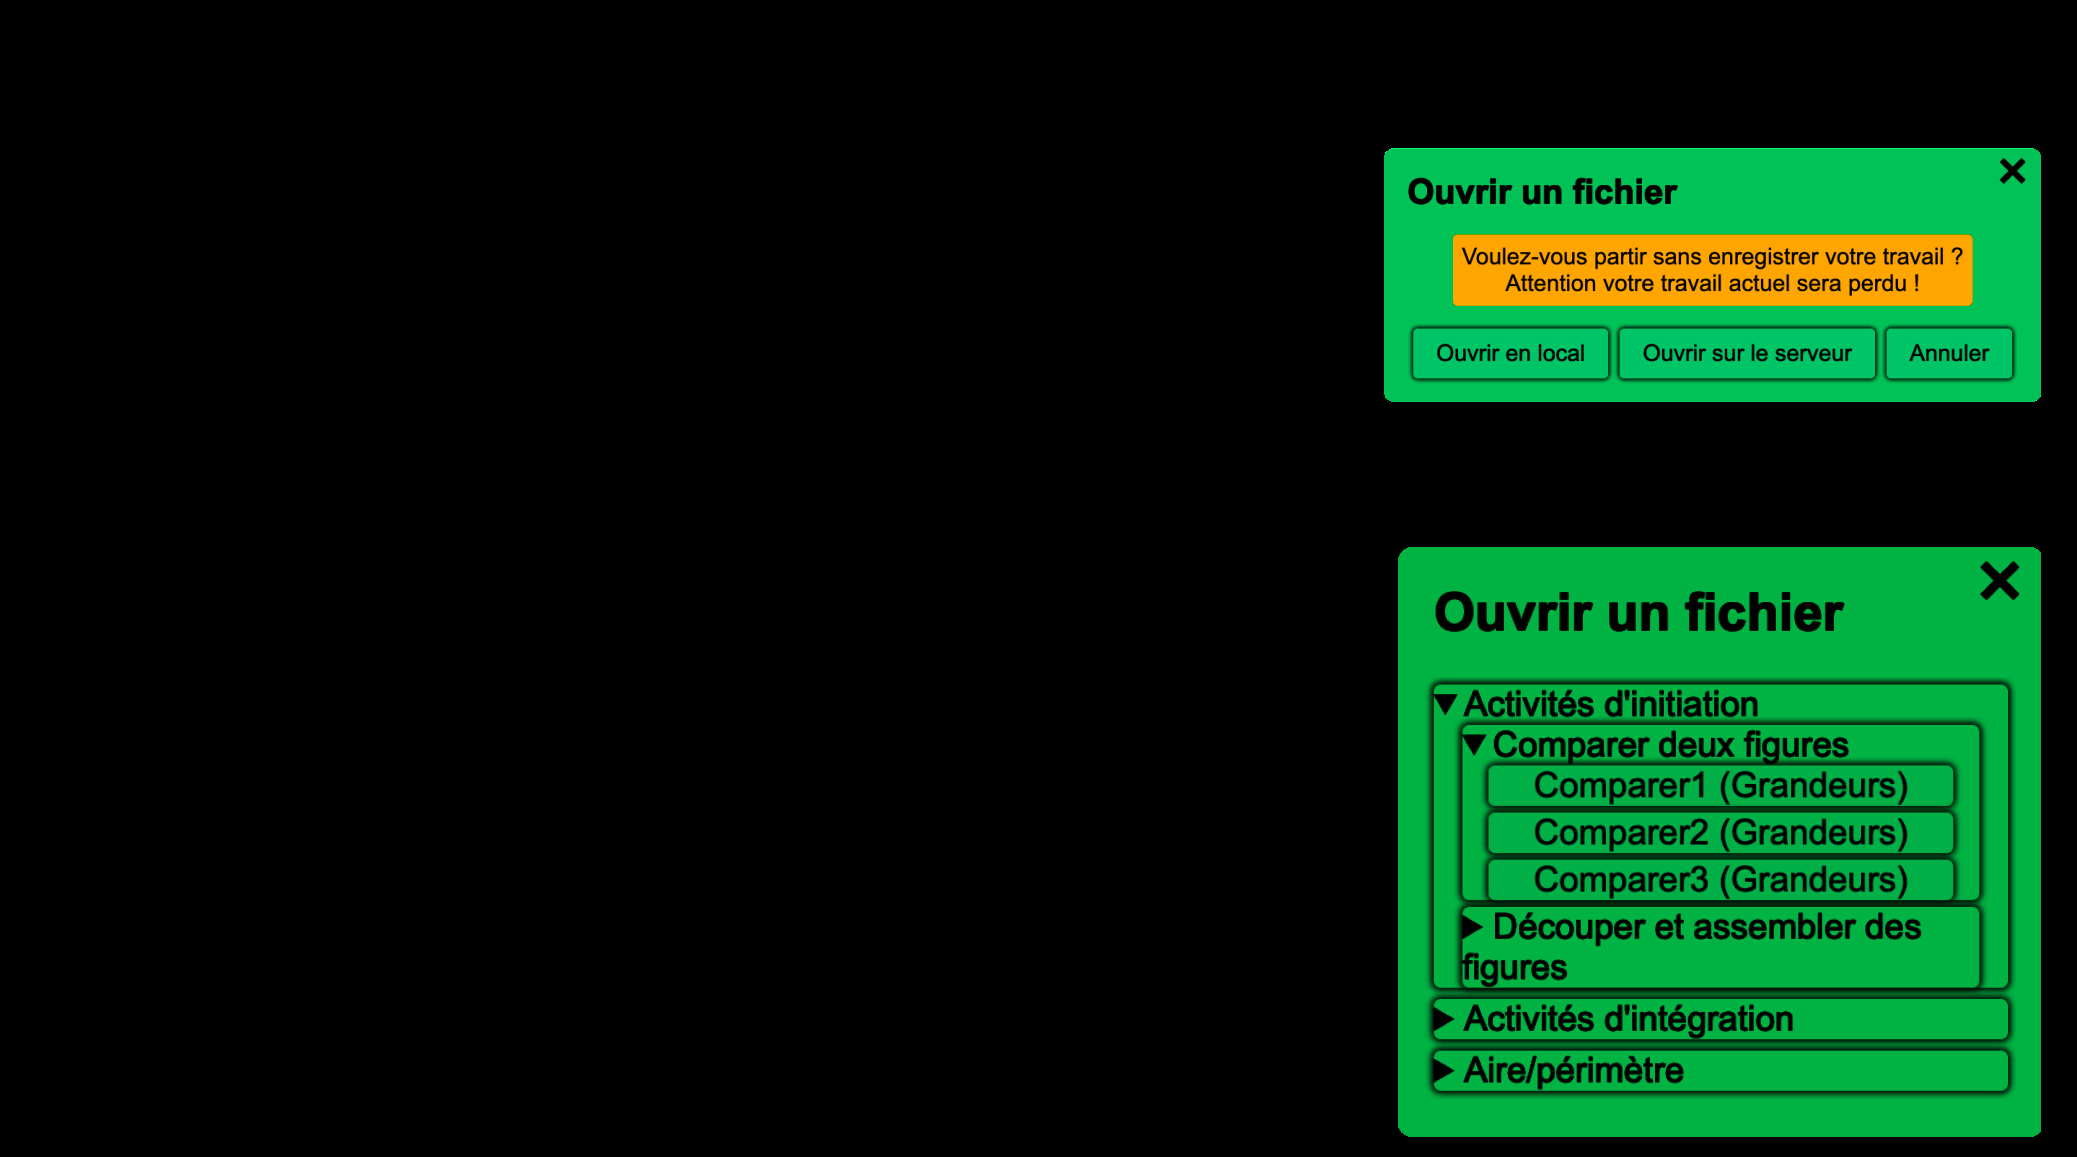 Ouvrir un fichier
Voulez-vous partir sans enregistrer votre travail ?
Attention votre travail actuel sera perdu !
Ouvrir en local
Ouvrir sur le serveur
Annuler
Ouvrir un fichier
Activités d'initiation
Comparer deux figures
Comparer1 (Grandeurs)
Comparer2 (Grandeurs)
Comparer3 (Grandeurs)
Découper et assembler des
figures
Activités d'intégration
Aire/périmètre